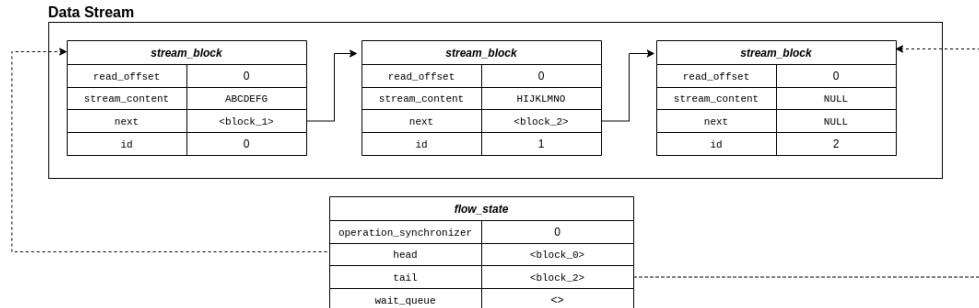 Data Stream
stream_block
read_offset 0
stream_content ABCDEFG
next <block_1>
id 0
stream_block
read_offset 0
stream_content HIJKLMNO
next <block_2>
id 1
stream_block
read_offset 0
stream_content NULL
next NULL
id 2
flow_state
operation_synchronizer 0
head <block_0>
tail <block_2>
wait_queue <>